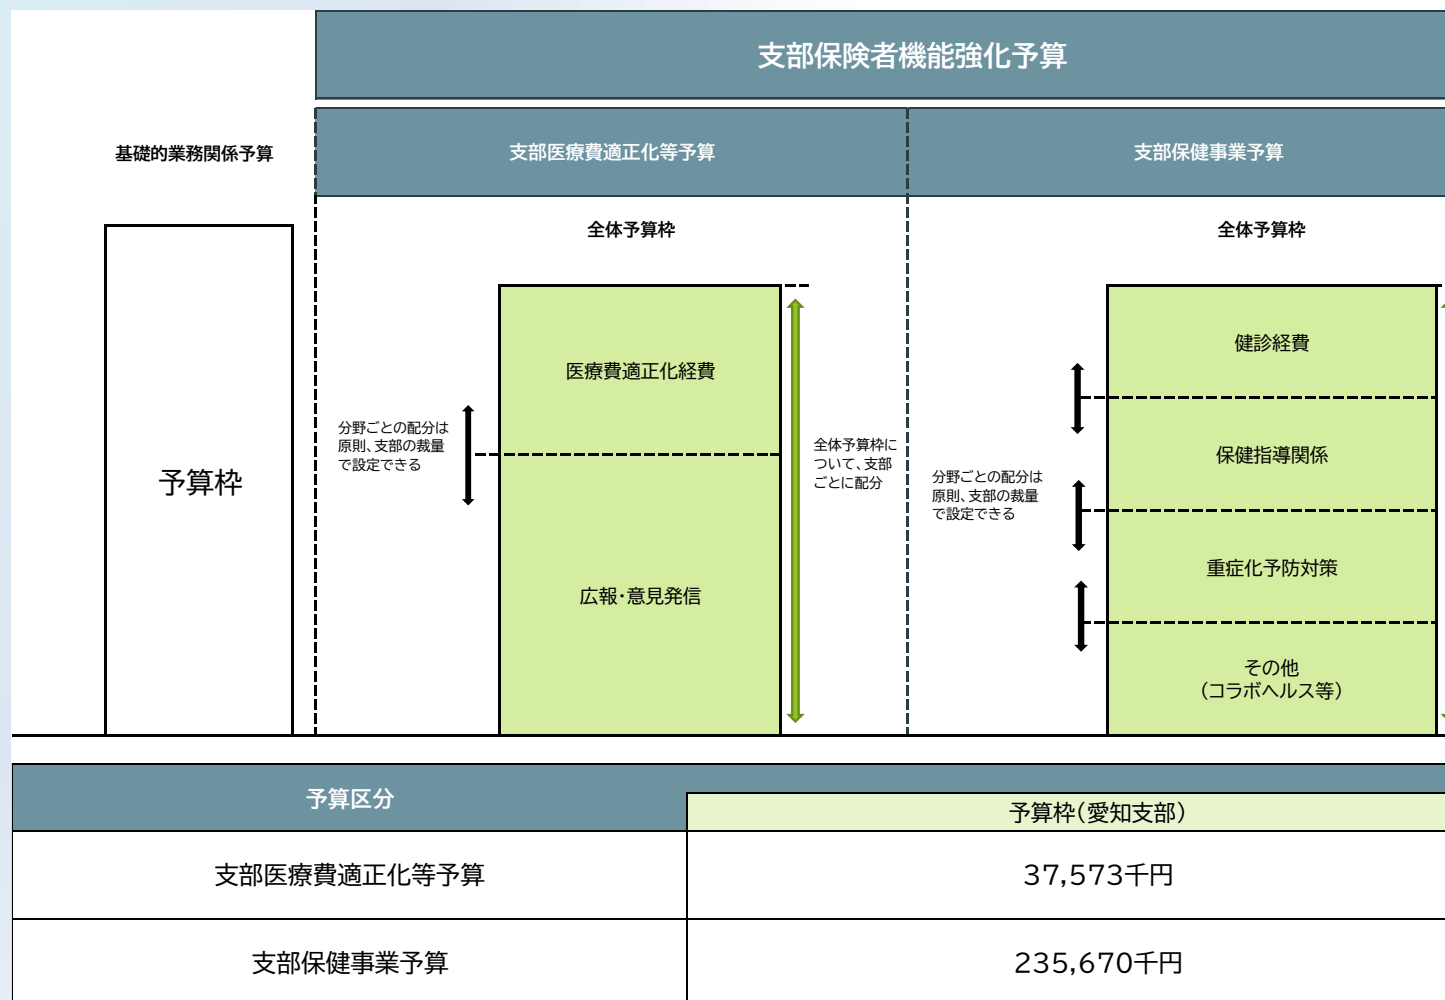 支部保険者機能強化予算
基礎的業務関係予算
支部医療費適正化等予算
支部保健事業予算
全体予算枠
全体予算枠
予算枠
医療費適正化経費
広報・意見発信
分野ごとの配分は
原則、支部の裁量
で設定できる
全体予算枠に
ついて、支部
ごとに配分
分野ごとの配分は
原則、支部の裁量
で設定できる
健診経費
保健指導関係
重症化予防対策
その他
（コラボヘルス等）
予算区分
予算枠（愛知支部）
支部医療費適正化等予算
37,573千円
支部保健事業予算
235,670千円